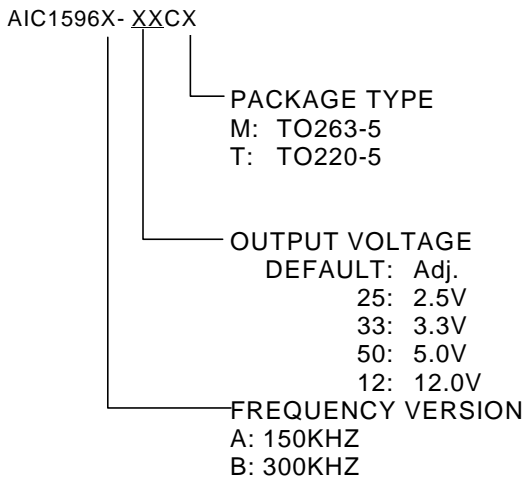 AIC1596X- XXCX
PACKAGE TYPE
M: TO263-5
T: TO220-5
OUTPUT VOLTAGE
DEFAULT: Adj.
25: 2.5V
33: 3.3V
50: 5.0V
12: 12.0V
FREQUENCY VERSION
A: 150KHZ
B: 300KHZ